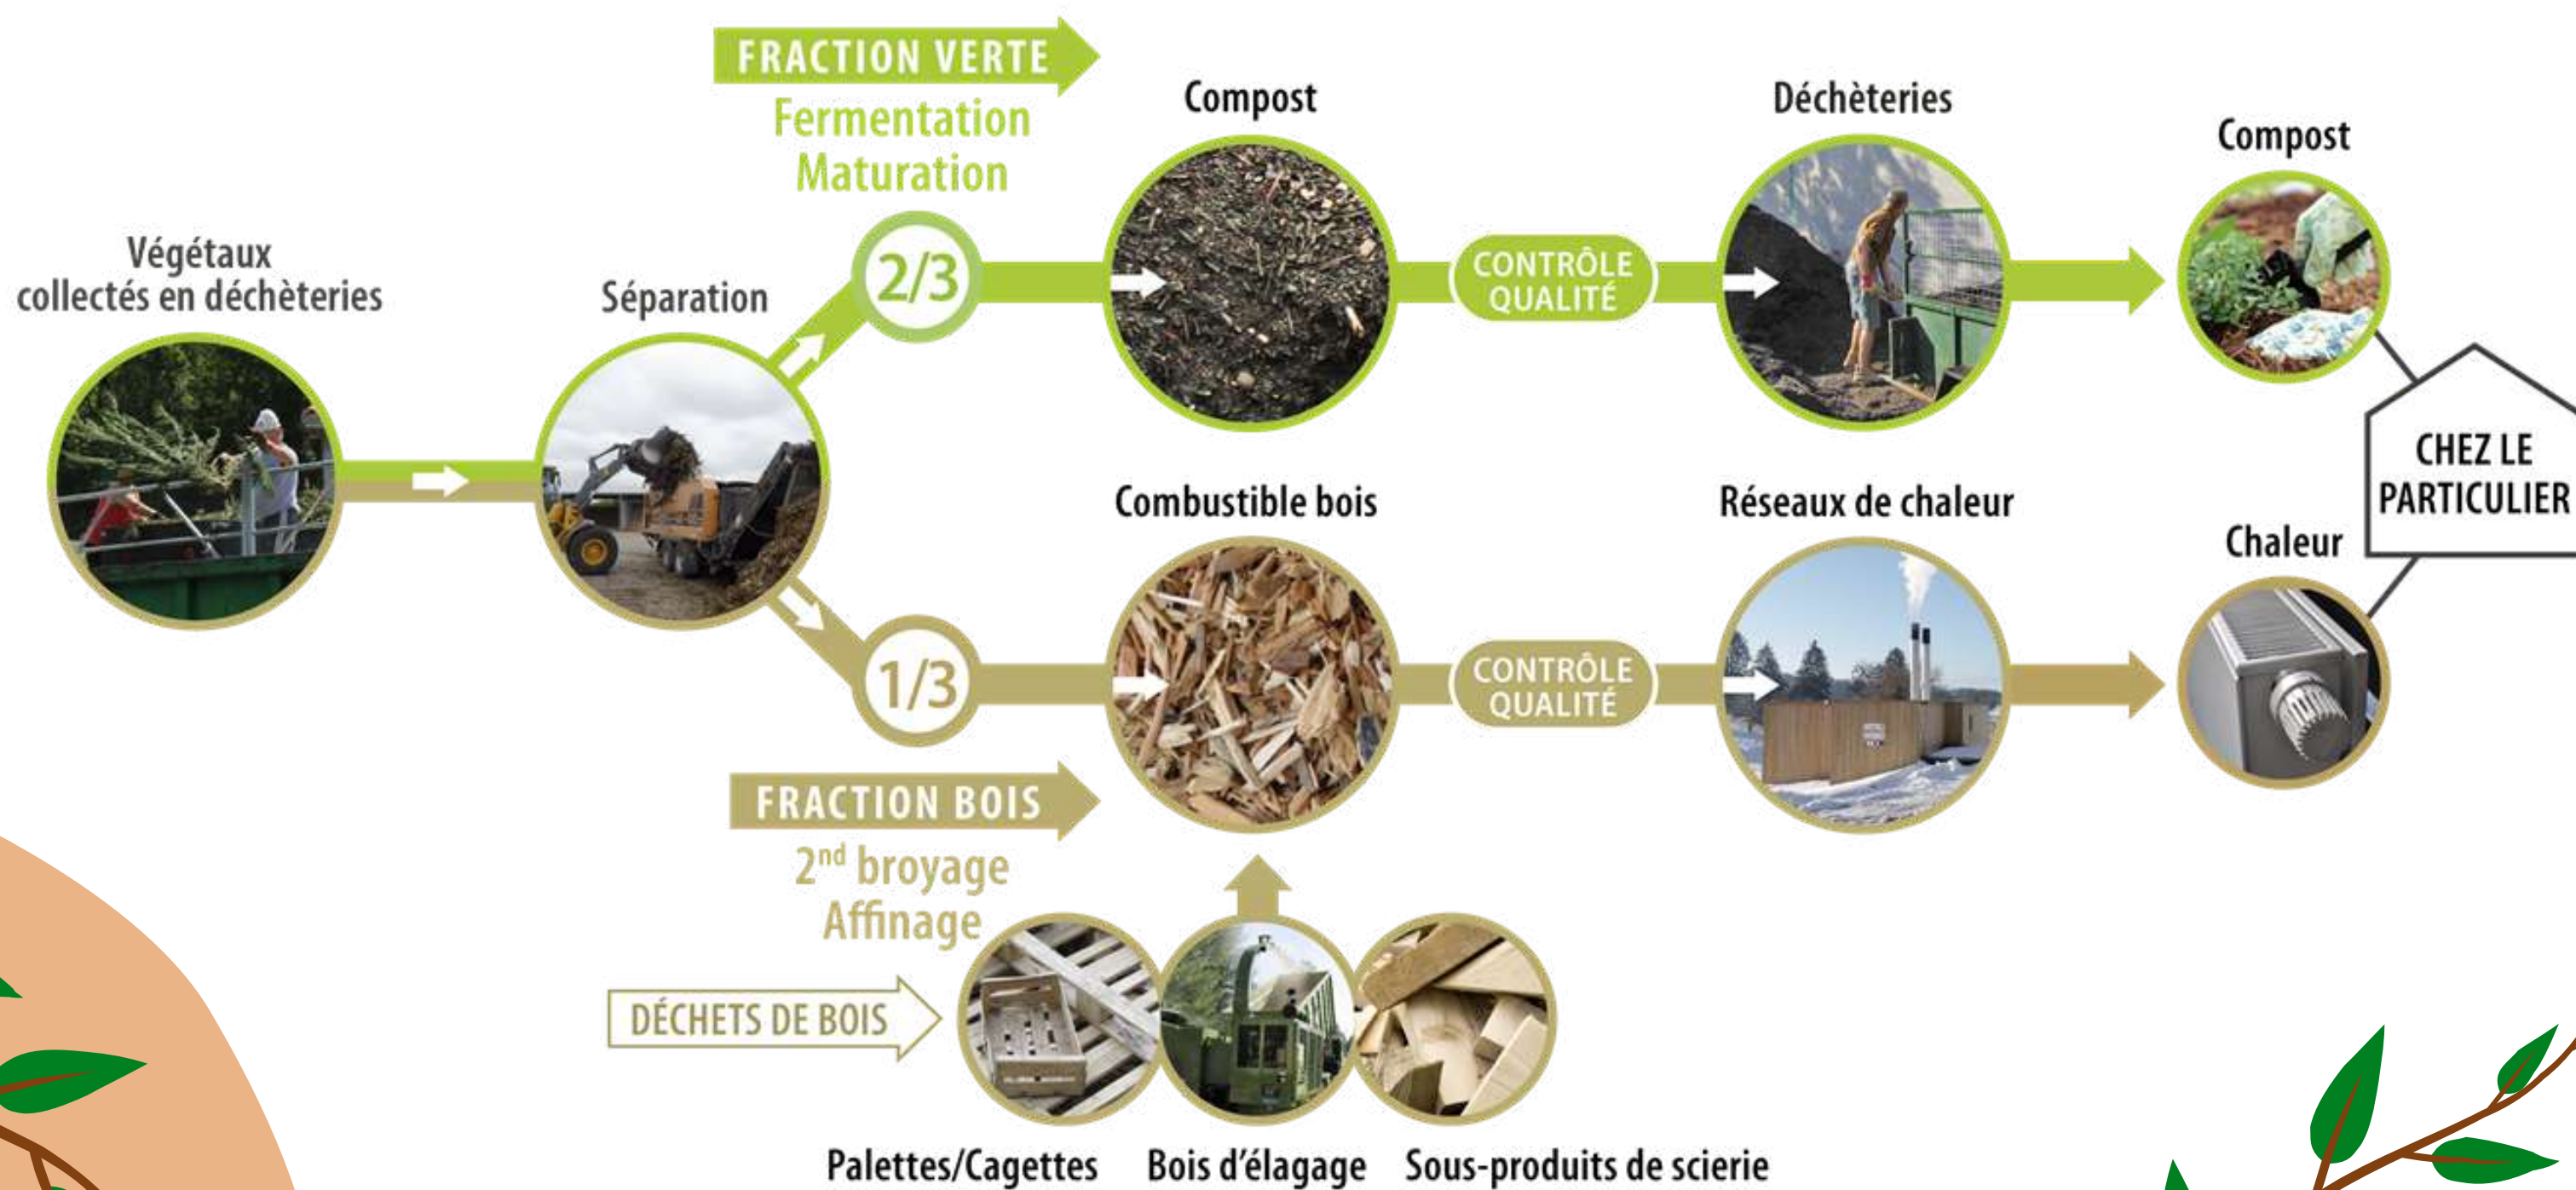 FRACTION VERTE
Fermentation
Maturation
Végétaux
collectés en déchèteries
Séparation
2/3
Compost
CONTRÔLE
QUALITÉ
Déchèteries
Compost
1/3
FRACTION BOIS
2nd broyage
Affinage
Combustible bois
CONTRÔLE
QUALITÉ
Réseaux de chaleur
Chaleur
CHEZ LE
PARTICULIER
DÉCHETS DE BOIS
Palettes/Cagettes
Bois d'élagage
Sous-produits de scierie